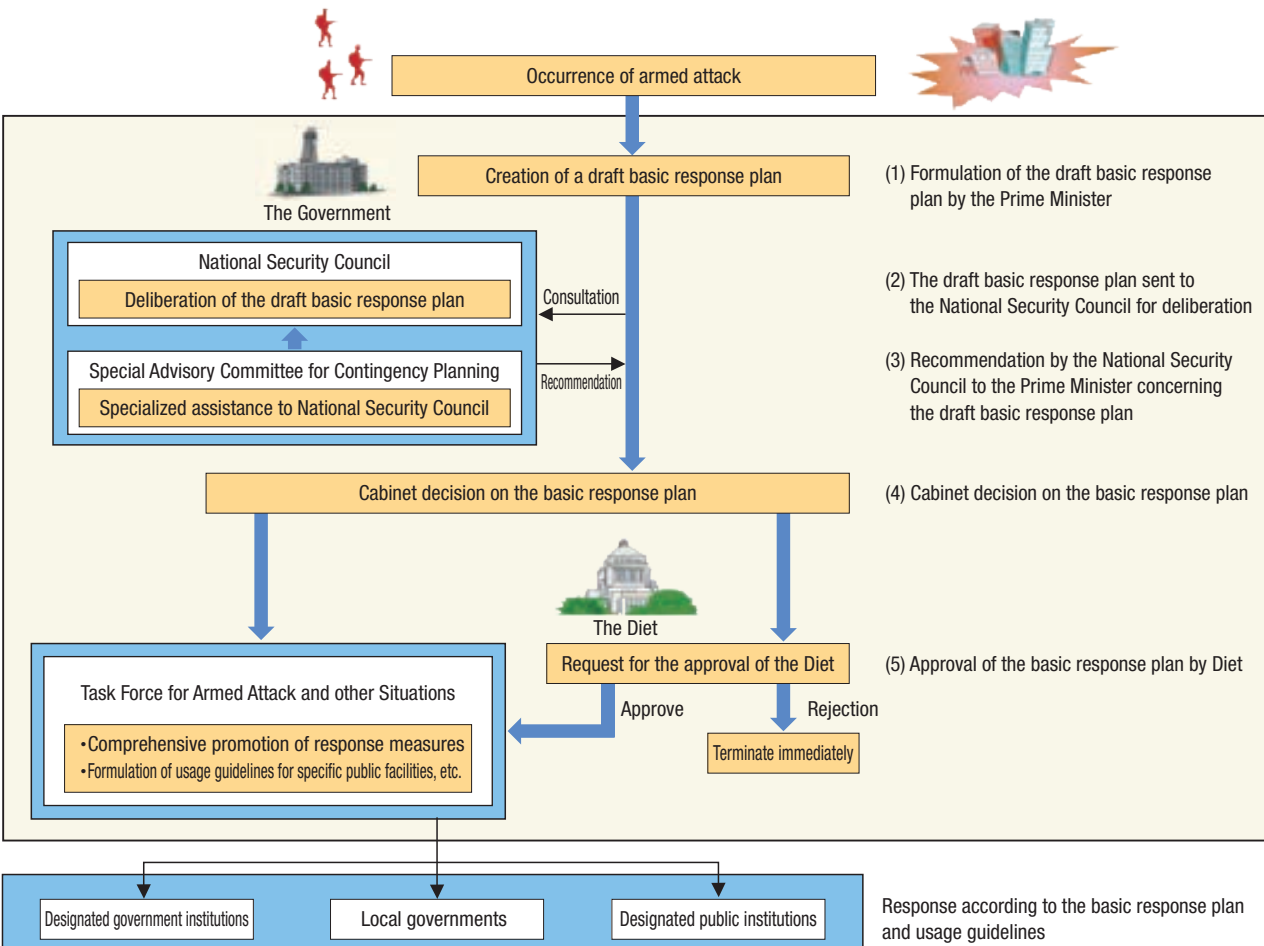 Occurrence of armed attack
Creation of a draft basic response plan
(1) Formulation of the draft basic response
plan by the Prime Minister
The Government
National Security Council
Deliberation of the draft basic response plan
Consultation
(2) The draft basic response plan sent to
the National Security Council for deliberation
Special Advisory Committee for Contingency Planning
Specialized assistance to National Security Council
Recommendation
(3) Recommendation by the National Security
Council to the Prime Minister concerning
the draft basic response plan
Cabinet decision on the basic response plan
(4) Cabinet decision on the basic response plan
The Diet
Request for the approval of the Diet
(5) Approval of the basic response plan by Diet
Approve
Rejection
Terminate immediately
Task Force for Armed Attack and other Situations
•Comprehensive promotion of response measures
•Formulation of usage guidelines for specific public facilities, etc.
Designated government institutions
Local governments
Designated public institutions
Response according to the basic response plan
and usage guidelines